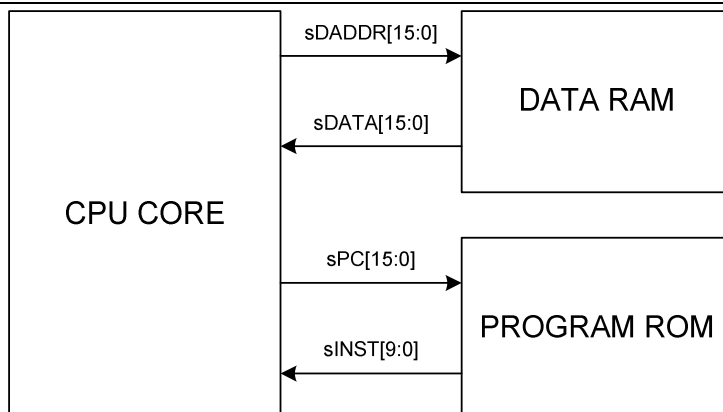 sDADDR[15:0]
DATA RAM
sDATA[15:0]
CPU CORE
sPC[15:0]
PROGRAM ROM
sINST[9:0]